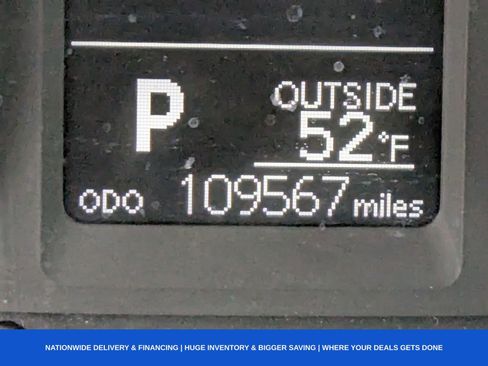 P
OUTSIDE
52°F
ODO 109567 miles
NATIONWIDE DELIVERY & FINANCING | HUGE INVENTORY & BIGGER SAVING | WHERE YOUR DEALS GETS DONE